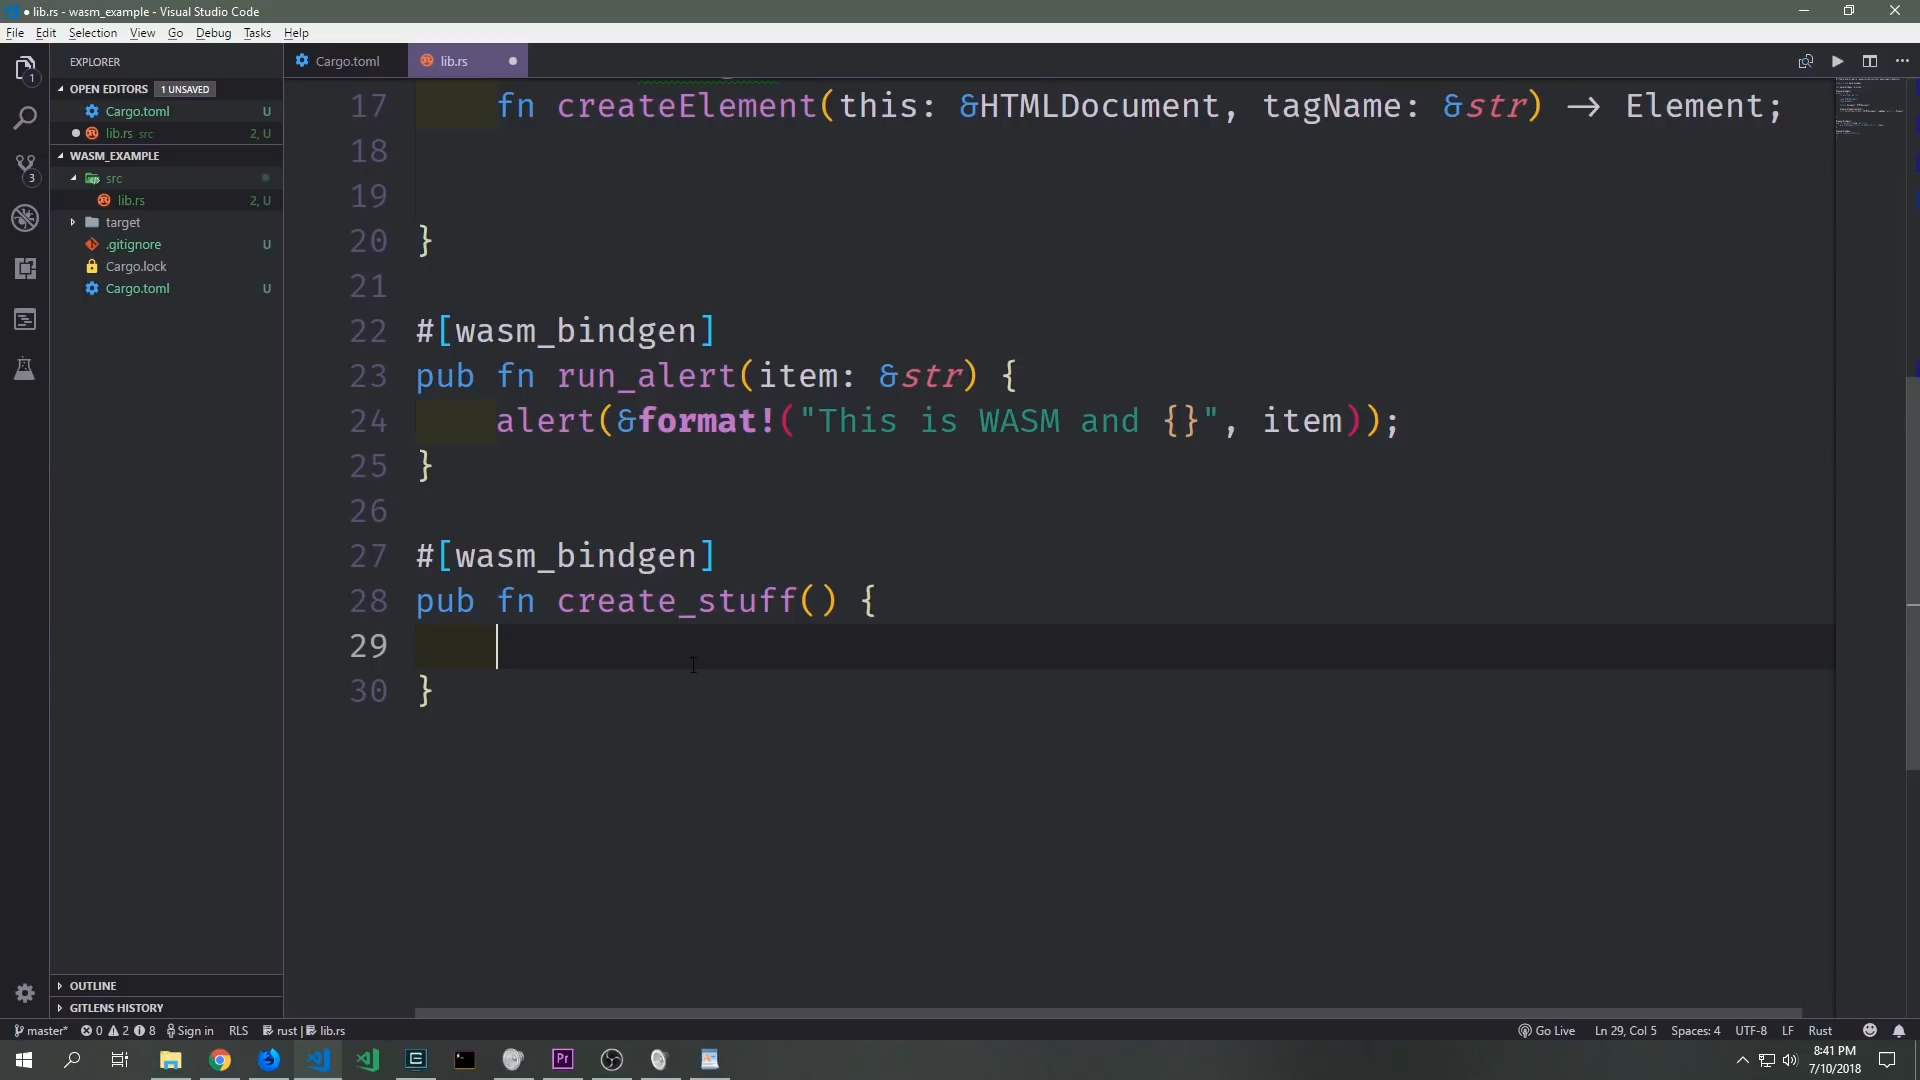 lib.rs - wasm_example - Visual Studio Code
File Edit Selection View Go Debug Tasks Help
EXPLORER
OPEN EDITORS 1 UNSAVED
Cargo.toml U
lib.rs src 2, U
WASM_EXAMPLE
src
lib.rs 2, U
target
.gitignore U
Cargo.lock
Cargo.toml U
OUTLINE
GITLENS HISTORY
1
3
Cargo.toml lib.rs
17 fn createElement(this: &HTMLDocument, tagName: &str) → Element;
18
19
20 }
21
22 #[wasm_bindgen]
23 pub fn run_alert(item: &str) {
24 alert(&format!("This is WASM and {}", item));
25 }
26
27 #[wasm_bindgen]
28 pub fn create_stuff() {
29
30 }
master* 0 2 8 Sign in RLS rust | lib.rs Go Live Ln 29, Col 5 Spaces: 4 UTF-8 LF Rust
Pr
8:41 PM
7/10/2018